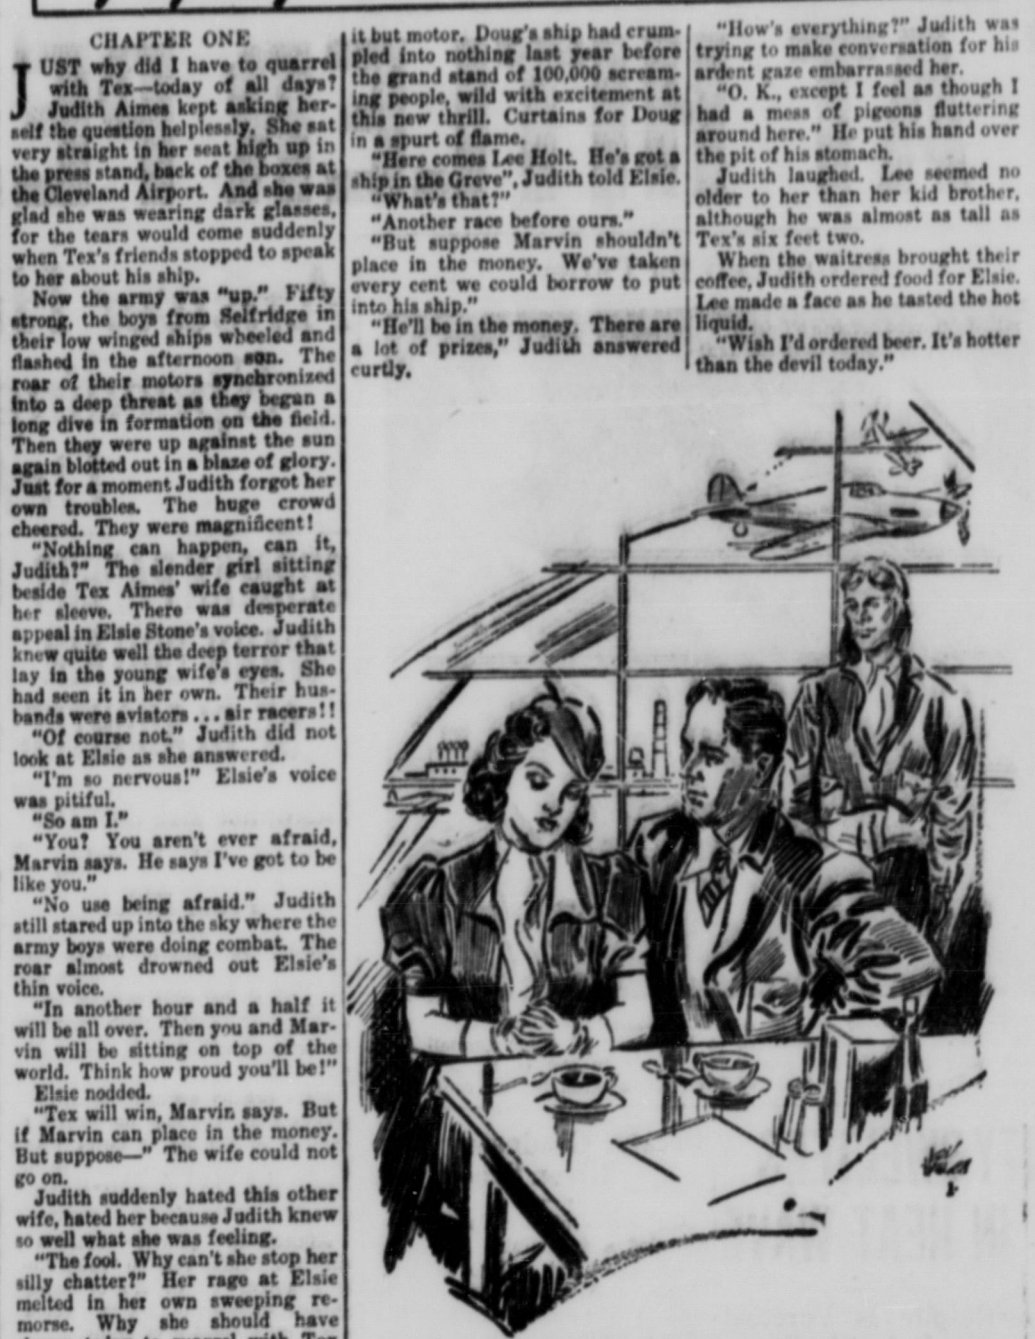 CHAPTER ONE
JUST why did I have to quarrel
with Tex—today of all days?
Judith Aimes kept asking her-
self the question helplessly. She sat
very straight in her seat high up in
the press stand, back of the boxes at
the Cleveland Airport. And she was
glad she was wearing dark glasses,
for the tears would come suddenly
when Tex's friends stopped to speak
to her about his ship.
Now the army was "up." Fifty
strong, the boys from Selfridge in
their low winged ships wheeled and
flashed in the afternoon sun. The
roar of their motors synchronized
into a deep threat as they began a
long dive in formation on the field.
Then they were up against the sun
again blotted out in a blaze of glory.
Just for a moment Judith forgot her
own troubles. The huge crowd
cheered. They were magnificent!
"Nothing can happen, can it,
Judith?" The slender girl sitting
beside Tex Aimes' wife caught at
her sleeve. There was desperate
appeal in Elsie Stone's voice. Judith
knew quite well the deep terror that
lay in the young wife's eyes. She
had seen it in her own. Their hus-
bands were aviators . . . air racers!!
"Of course not." Judith did not
look at Elsie as she answered.
"I'm so nervous!" Elsie's voice
was pitiful.
"So am I."
"You? You aren't ever afraid,
Marvin says. He says I've got to be
like you."
"No use being afraid." Judith
still stared up into the sky where the
army boys were doing combat. The
roar almost drowned out Elsie's
thin voice.
"In another hour and a half it
will be all over. Then you and Mar-
vin will be sitting on top of the
world. Think how proud you'll be!"
Elsie nodded.
"Tex will win, Marvin says. But
if Marvin can place in the money.
But suppose—" The wife could not
go on.
Judith suddenly hated this other
wife, hated her because Judith knew
so well what she was feeling.
"The fool. Why can't she stop her
silly chatter?" Her rage at Elsie
melted in her own sweeping re-
morse. Why she should have
it but motor. Doug's ship had crum-
pled into nothing last year before
the grand stand of 100,000 scream-
ing people, wild with excitement at
this new thrill. Curtains for Doug
in a spurt of flame.
"Here comes Lee Holt. He's got a
ship in the Greve", Judith told Elsie.
"What's that?"
"Another race before ours."
"But suppose Marvin shouldn't
place in the money. We've taken
every cent we could borrow to put
into his ship."
"He'll be in the money. There are
a lot of prizes," Judith answered
curtly.
"How's everything?" Judith was
trying to make conversation for his
ardent gaze embarrassed her.
"O. K., except I feel as though I
had a mess of pigeons fluttering
around here." He put his hand over
the pit of his stomach.
Judith laughed. Lee seemed no
older to her than her kid brother,
although he was almost as tall as
Tex's six feet two.
When the waitress brought their
coffee, Judith ordered food for Elsie.
Lee made a face as he tasted the hot
liquid.
"Wish I'd ordered beer. It's hotter
than the devil today."